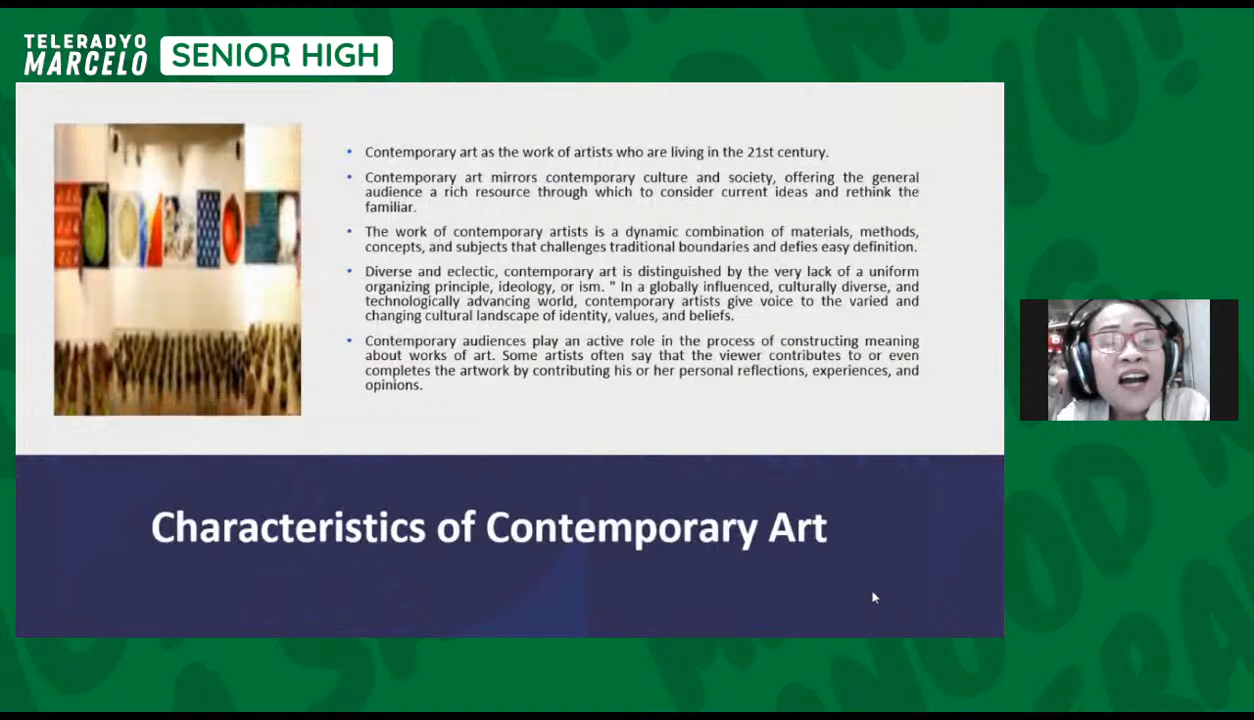 TELERADYO
MARCELO
SENIOR HIGH
• Contemporary art as the work of artists who are living in the 21st century.
• Contemporary art mirrors contemporary culture and society, offering the general
audience a rich resource through which to consider current ideas and rethink the
familiar.
• The work of contemporary artists is a dynamic combination of materials, methods,
concepts, and subjects that challenges traditional boundaries and defies easy definition.
• Diverse and eclectic, contemporary art is distinguished by the very lack of a uniform
organizing principle, ideology, or ism. " In a globally influenced, culturally diverse, and
technologically advancing world, contemporary artists give voice to the varied and
changing cultural landscape of identity, values, and beliefs.
• Contemporary audiences play an active role in the process of constructing meaning
about works of art. Some artists often say that the viewer contributes to or even
completes the artwork by contributing his or her personal reflections, experiences, and
opinions.
Characteristics of Contemporary Art